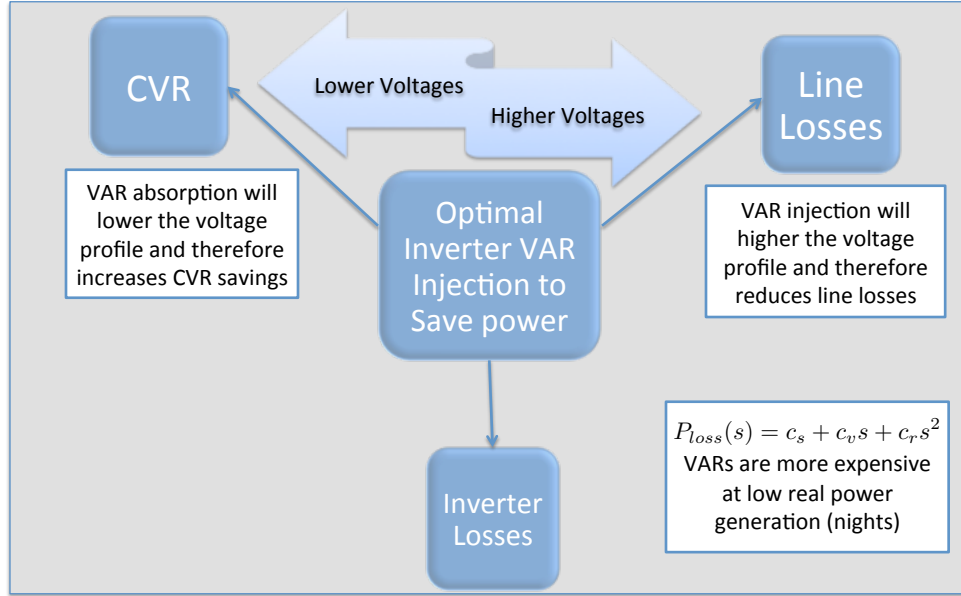 CVR
Lower Voltages
Higher Voltages
Line
Losses
VAR absorption will
lower the voltage
profile and therefore
increases CVR savings
Optimal
Inverter VAR
Injection to
Save power
VAR injection will
higher the voltage
profile and therefore
reduces line losses
Inverter
Losses
P_{loss}(s) = c_s + c_v s + c_r s^2
VARs are more expensive
at low real power
generation (nights)